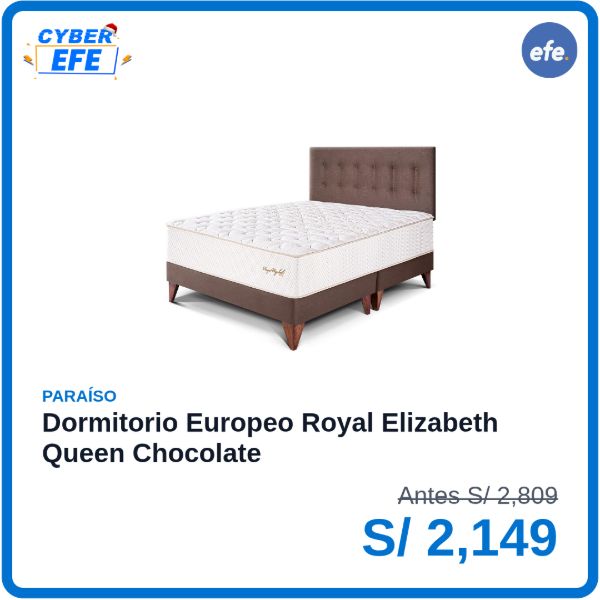 CYBER
EFE
efe.
PARAÍSO
Dormitorio Europeo Royal Elizabeth
Queen Chocolate
Antes S/ 2,809
S/ 2,149